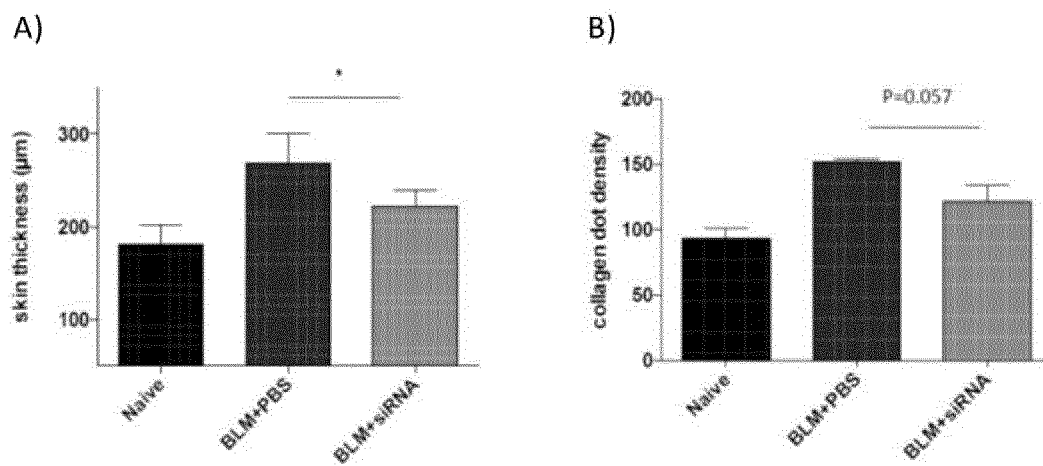 A)
B)
*
skin thickness (µm)
300
200
100
Naive
BLM+PBS
BLM+siRNA
P=0.057
collagen dot density
200
150
100
50
0
Naive
BLM+PBS
BLM+siRNA